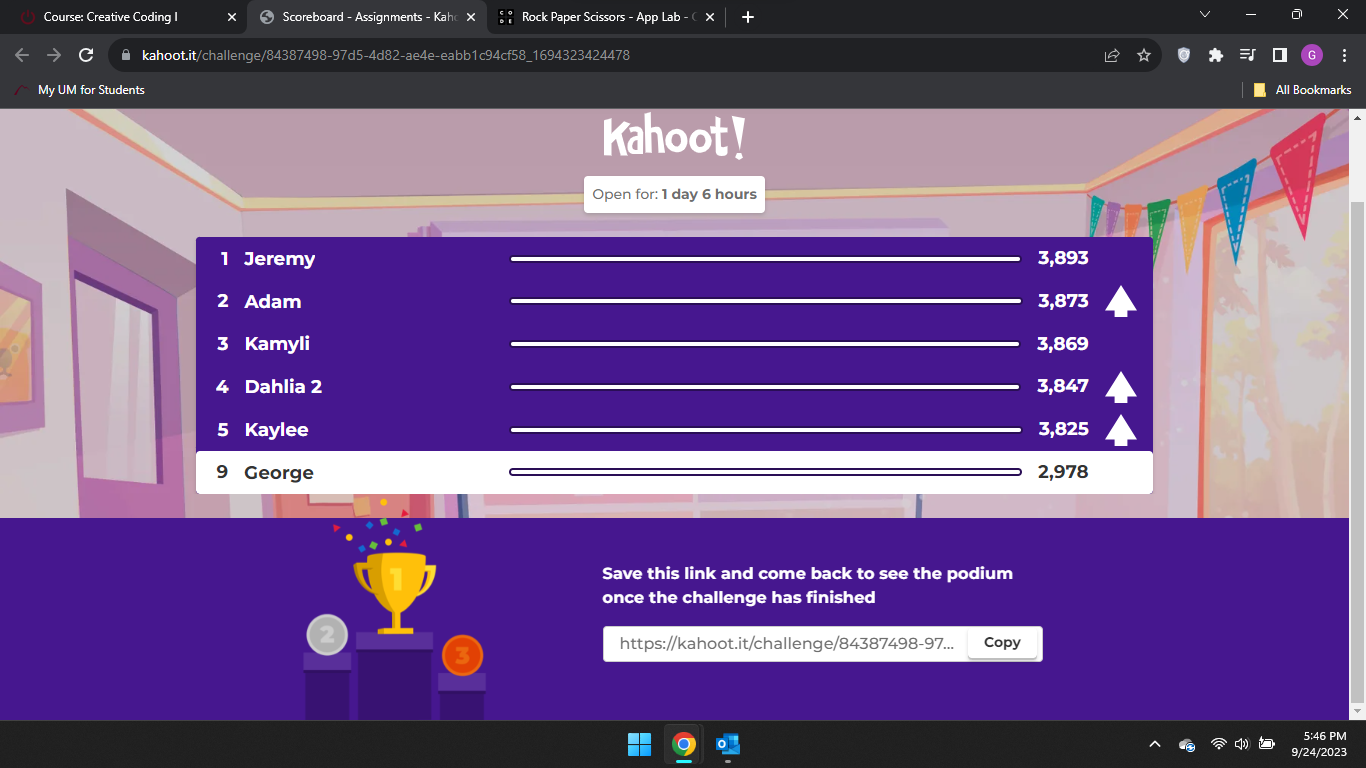 Course: Creative Coding I
Scoreboard - Assignments - Kaho
Rock Paper Scissors - App Lab -
kahoot.it/challenge/84387498-97d5-4d82-ae4e-eabb1c94cf58_1694323424478
G
My UM for Students
All Bookmarks
Kahoot!
Open for: 1 day 6 hours
1 Jeremy 3,893
2 Adam 3,873
3 Kamyli 3,869
4 Dahlia 2 3,847
5 Kaylee 3,825
9 George 2,978
1
2
3
Save this link and come back to see the podium
once the challenge has finished
https://kahoot.it/challenge/84387498-97... Copy
5:46 PM
9/24/2023